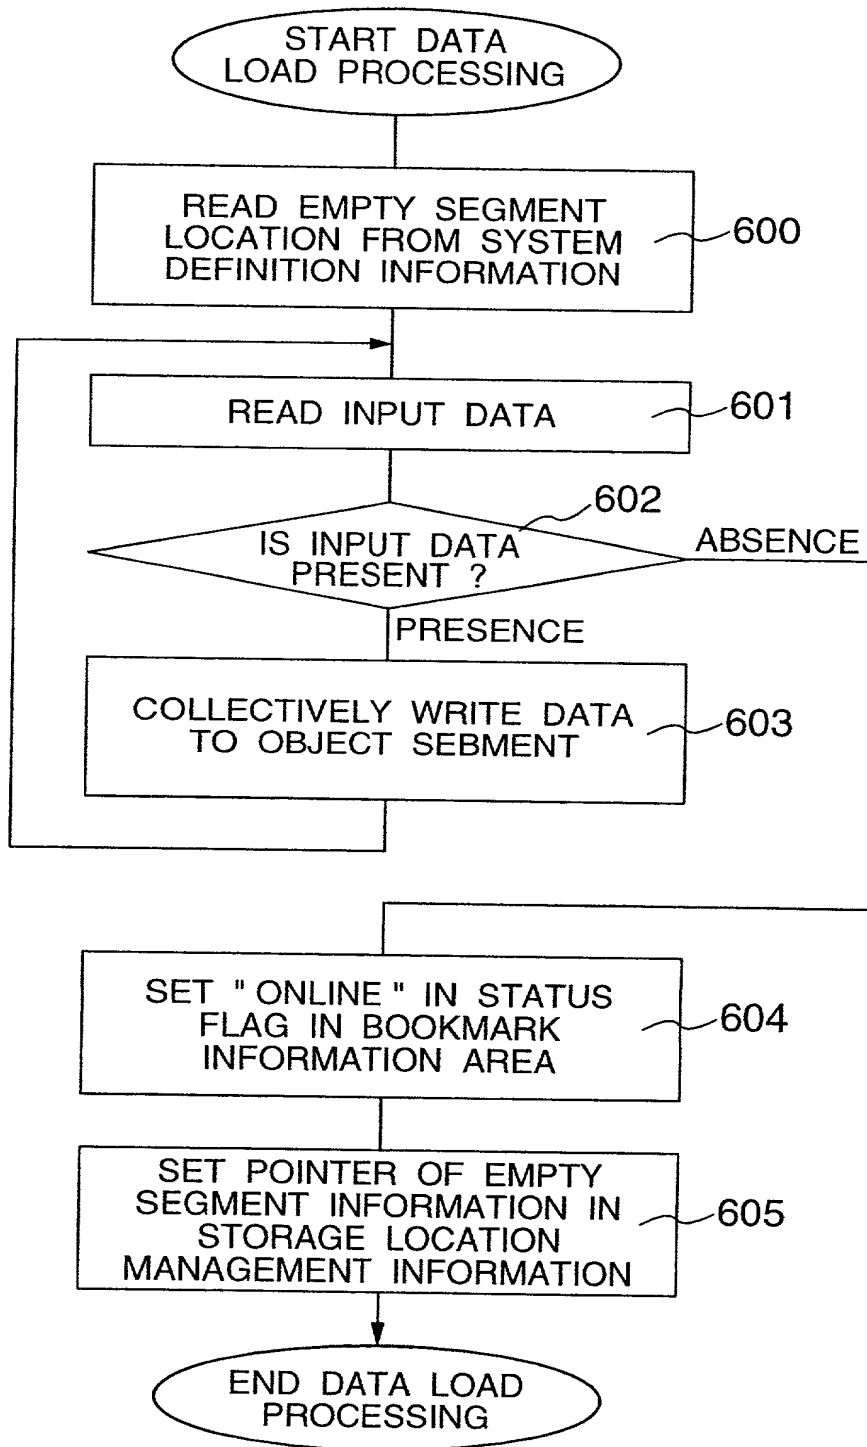 START DATA
LOAD PROCESSING
READ EMPTY SEGMENT
LOCATION FROM SYSTEM
DEFINITION INFORMATION
600
READ INPUT DATA
601
602
IS INPUT DATA
PRESENT ?
ABSENCE
PRESENCE
COLLECTIVELY WRITE DATA
TO OBJECT SEBMENT
603
SET "ONLINE" IN STATUS
FLAG IN BOOKMARK
INFORMATION AREA
604
SET POINTER OF EMPTY
SEGMENT INFORMATION IN
STORAGE LOCATION
MANAGEMENT INFORMATION
605
END DATA LOAD
PROCESSING